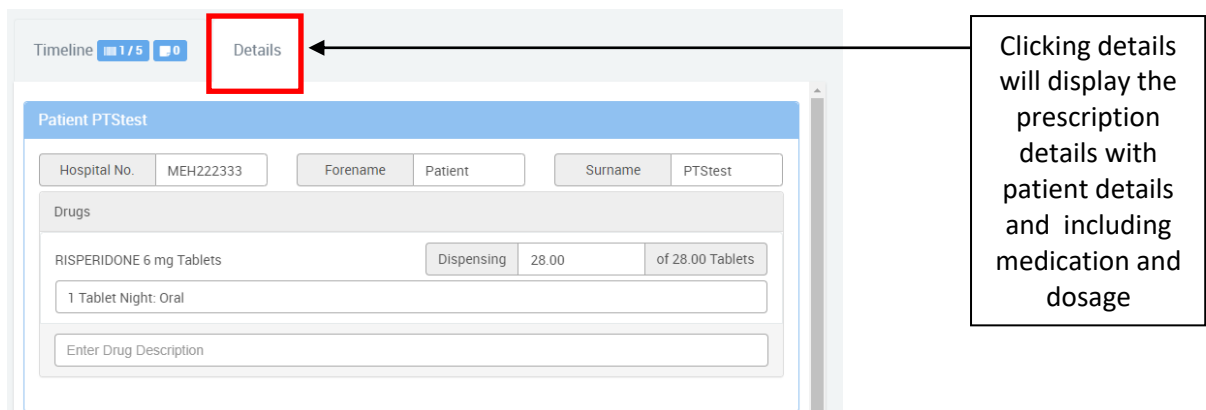 Timeline 1 / 5 0 Details
Patient PTStest
Hospital No. MEH222333 Forename Patient Surname PTStest
Drugs
RISPERIDONE 6 mg Tablets Dispensing 28.00 of 28.00 Tablets
1 Tablet Night: Oral
Enter Drug Description
Clicking details
will display the
prescription
details with
patient details
and including
medication and
dosage